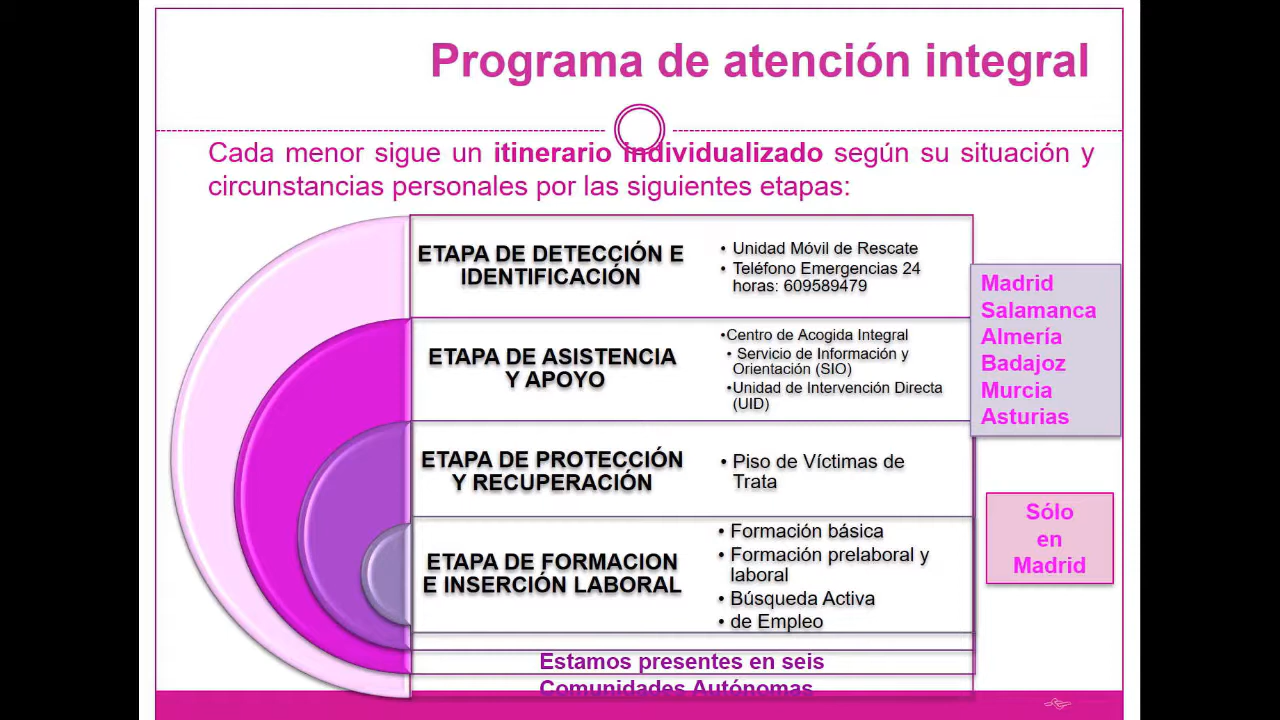 Programa de atención integral
Cada menor sigue un itinerario individualizado según su situación y
circunstancias personales por las siguientes etapas:
ETAPA DE DETECCIÓN E
IDENTIFICACIÓN
• Unidad Móvil de Rescate
• Teléfono Emergencias 24
horas: 609589479
ETAPA DE ASISTENCIA
Y APOYO
•Centro de Acogida Integral
• Servicio de Información y
Orientación (SIO)
•Unidad de Intervención Directa
(UID)
Madrid
Salamanca
Almería
Badajoz
Murcia
Asturias
ETAPA DE PROTECCIÓN
Y RECUPERACIÓN
• Piso de Víctimas de
Trata
ETAPA DE FORMACION
E INSERCIÓN LABORAL
• Formación básica
• Formación prelaboral y
laboral
• Búsqueda Activa
• de Empleo
Sólo
en
Madrid
Estamos presentes en seis
Comunidades Autónomas